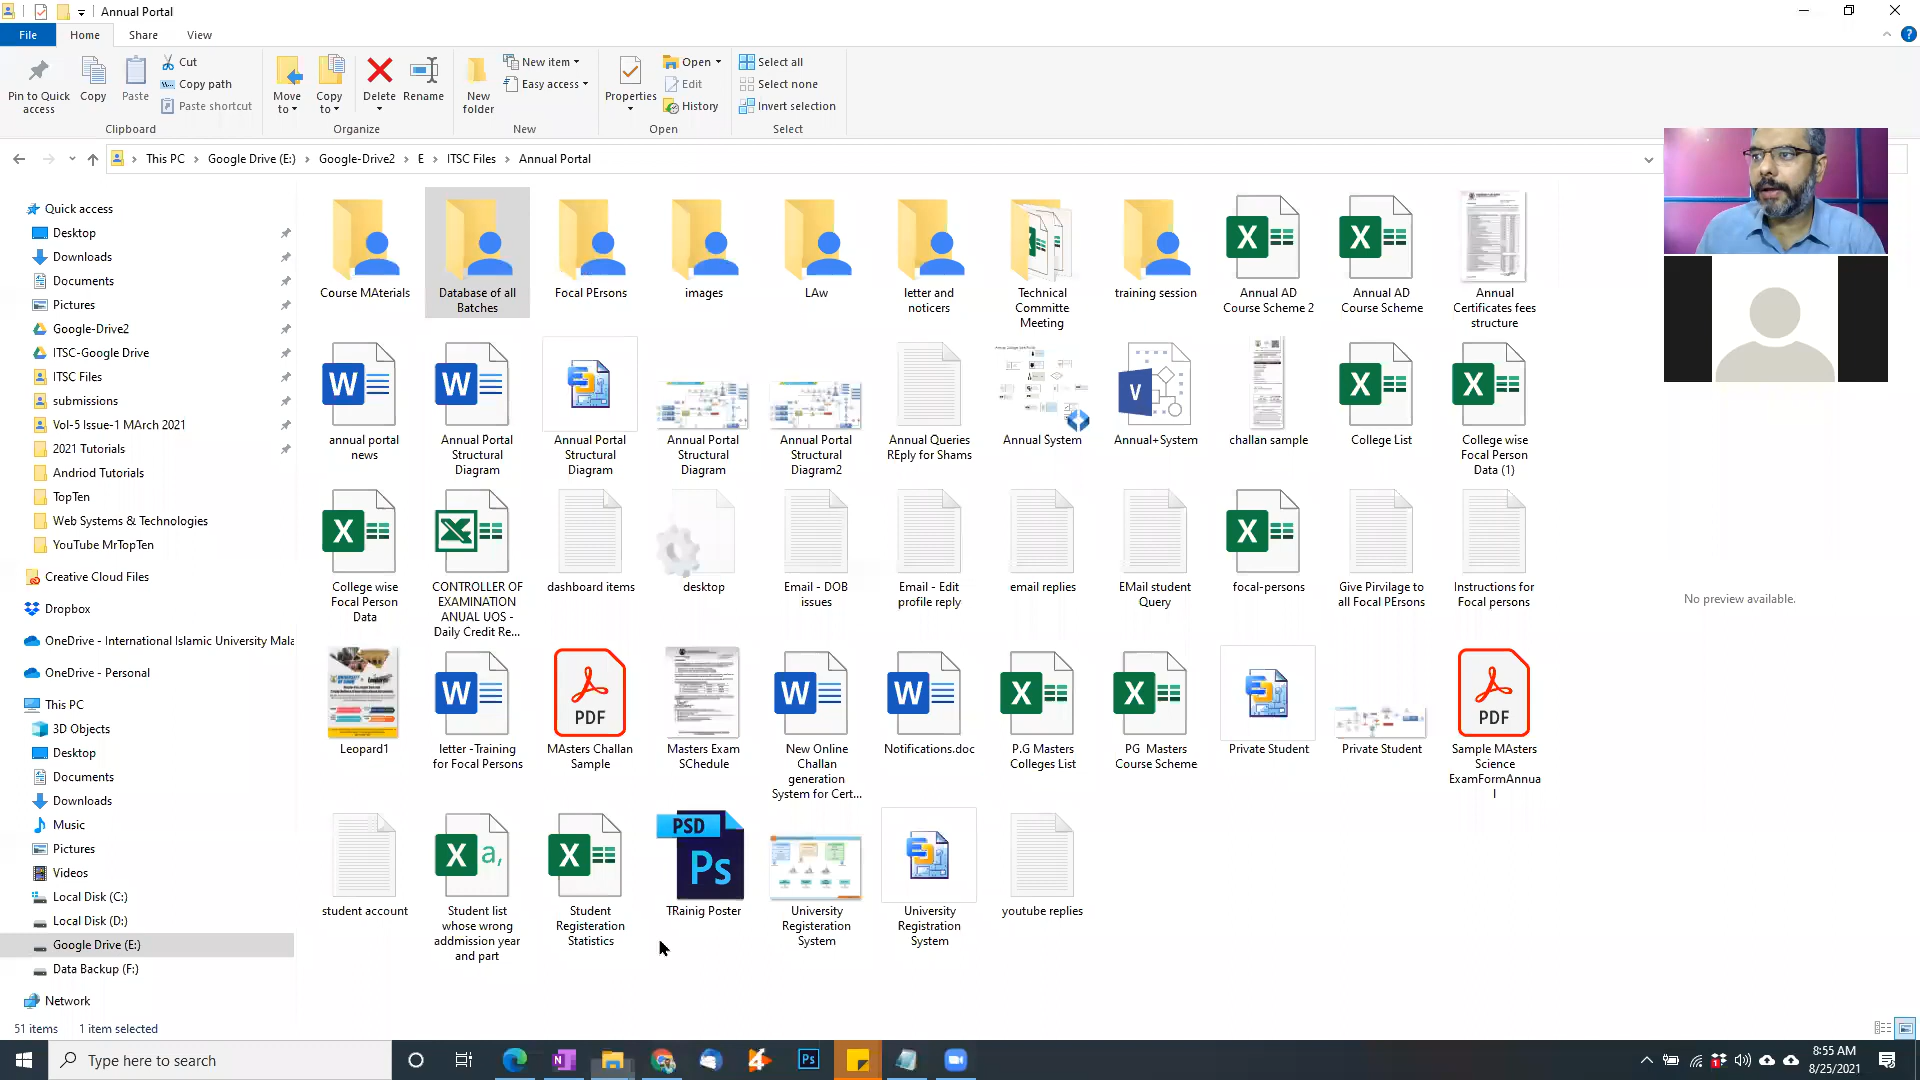 Annual Portal
File Home Share View
Pin to Quick access
Copy
Paste
Cut
Copy path
Paste shortcut
Clipboard
Move to
Copy to
Delete
Rename
Organize
New folder
New item
Easy access
New
Properties
Open
Edit
History
Open
Select all
Select none
Invert selection
Select
This PC > Google Drive (E:) > Google-Drive2 > E > ITSC Files > Annual Portal
Quick access
Desktop
Downloads
Documents
Pictures
Google-Drive2
ITSC-Google Drive
ITSC Files
submissions
Vol-5 Issue-1 MArch 2021
2021 Tutorials
Andriod Tutorials
TopTen
Web Systems & Technologies
YouTube MrTopTen
Creative Cloud Files
Dropbox
OneDrive - International Islamic University Mala
OneDrive - Personal
This PC
3D Objects
Desktop
Documents
Downloads
Music
Pictures
Videos
Local Disk (C:)
Local Disk (D:)
Google Drive (E:)
Data Backup (F:)
Network
Course MAterials
Database of all
Batches
Focal PErsons
images
LAw
letter and
noticers
Technical
Committe
Meeting
training session
Annual AD
Course Scheme 2
Annual AD
Course Scheme
Annual
Certificates fees
structure
annual portal
news
Annual Portal
Structural
Diagram
Annual Portal
Structural
Diagram
Annual Portal
Structural
Diagram
Annual Portal
Structural
Diagram2
Annual Queries
REply for Shams
Annual System
Annual+System
challan sample
College List
College wise
Focal Person
Data (1)
College wise
Focal Person
Data
CONTROLLER OF
EXAMINATION
ANUAL UOS -
Daily Credit Re...
dashboard items
desktop
Email - DOB
issues
Email - Edit
profile reply
email replies
EMail student
Query
focal-persons
Give Pirvilage to
all Focal PErsons
Instructions for
Focal persons
Leopard1
letter -Training
for Focal Persons
PDF
MAsters Challan
Sample
Masters Exam
SChedule
New Online
Challan
generation
System for Cert...
Notifications.doc
P.G Masters
Colleges List
PG Masters
Course Scheme
Private Student
Private Student
PDF
Sample MAsters
Science
ExamFormAnnua
l
student account
Student list
whose wrong
addmission year
and part
Student
Registeration
Statistics
PSD
Ps
TRainig Poster
University
Registeration
System
University
Registration
System
youtube replies
No preview available.
51 items 1 item selected
Type here to search
8:55 AM
8/25/2021